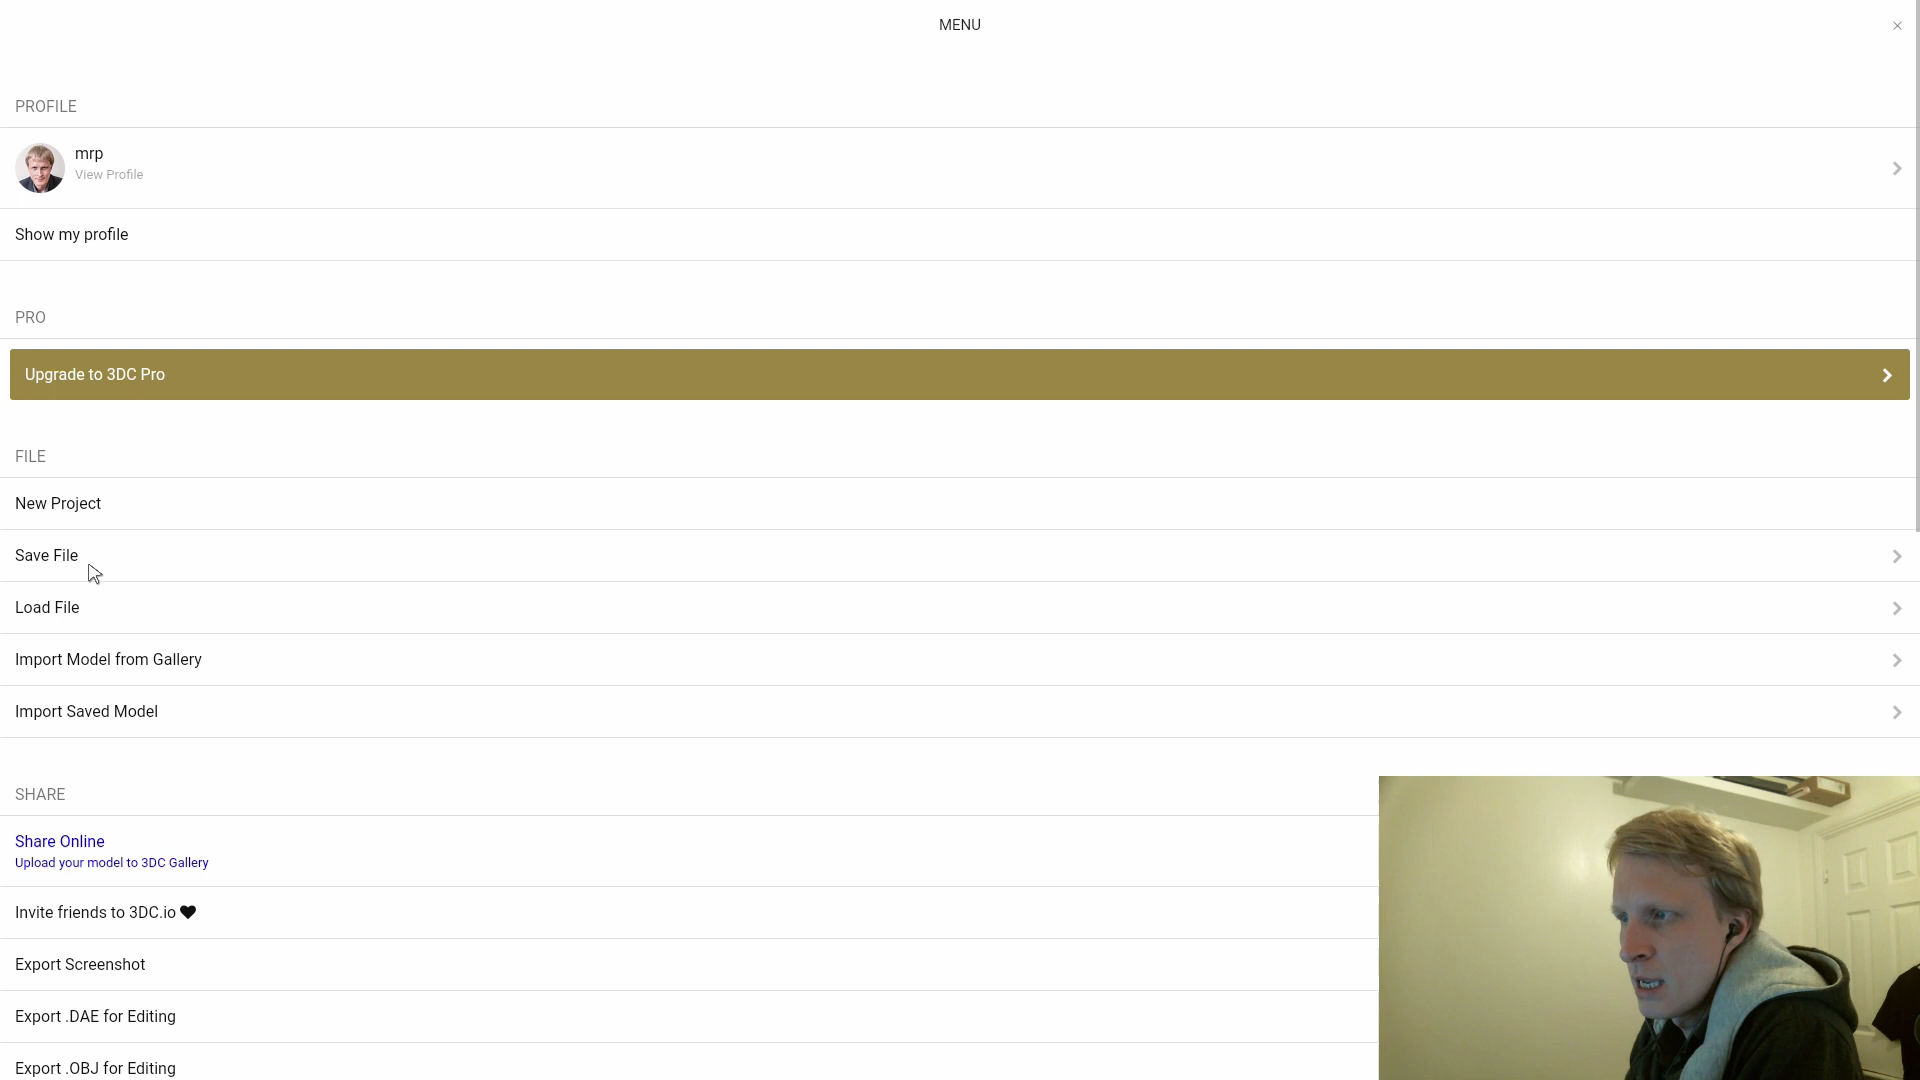 MENU
PROFILE
mrp
View Profile
Show my profile
PRO
Upgrade to 3DC Pro
FILE
New Project
Save File
Load File
Import Model from Gallery
Import Saved Model
SHARE
Share Online
Upload your model to 3DC Gallery
Invite friends to 3DC.io ♥
Export Screenshot
Export .DAE for Editing
Export .OBJ for Editing